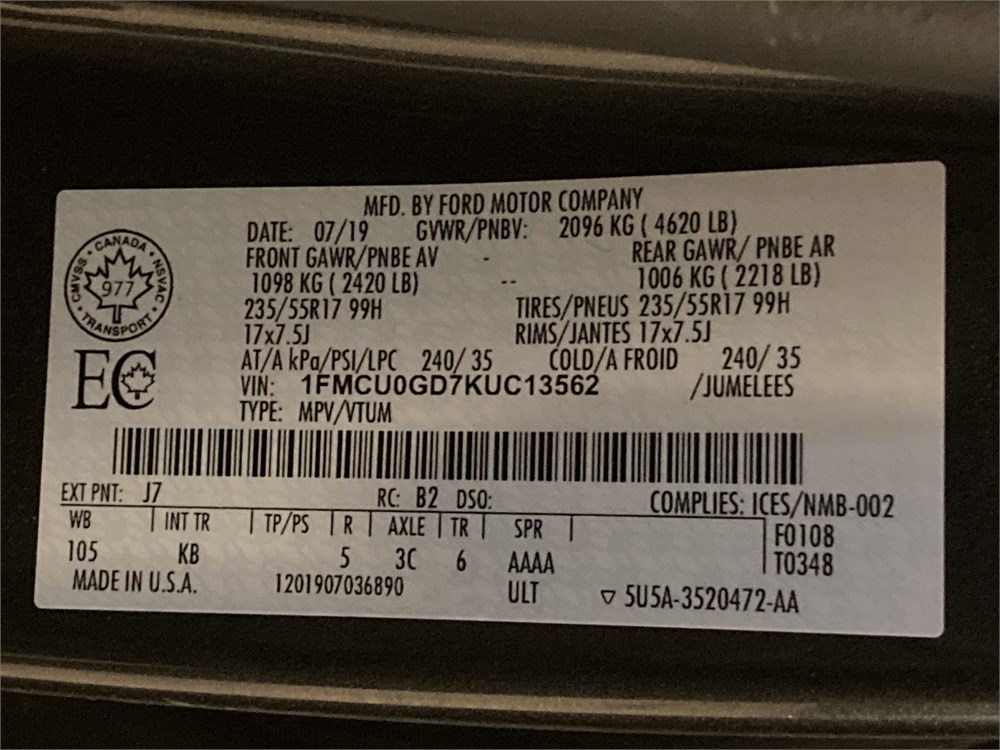 MFD. BY FORD MOTOR COMPANY
DATE: 07/19 GVWR/PNBV: 2096 KG ( 4620 LB)
FRONT GAWR/PNBE AV - REAR GAWR/ PNBE AR
1098 KG ( 2420 LB) -- 1006 KG ( 2218 LB)
235/55R17 99H TIRES/PNEUS 235/55R17 99H
17x7.5J RIMS/JANTES 17x7.5J
AT/A kPa/PSI/LPC 240/ 35 COLD/A FROID 240/ 35
VIN: 1FMCU0GD7KUC13562 /JUMELEES
TYPE: MPV/VTUM
CANADA
CMVSS NSVAC
977
TRANSPORT
EC
EXT PNT: J7 RC: B2 DSO: COMPLIES: ICES/NMB-002
WB | INT TR | TP/PS | R | AXLE | TR | SPR | F0108
105 KB 5 3C 6 AAAA T0348
MADE IN U.S.A. 1201907036890 ULT ▽ 5U5A-3520472-AA